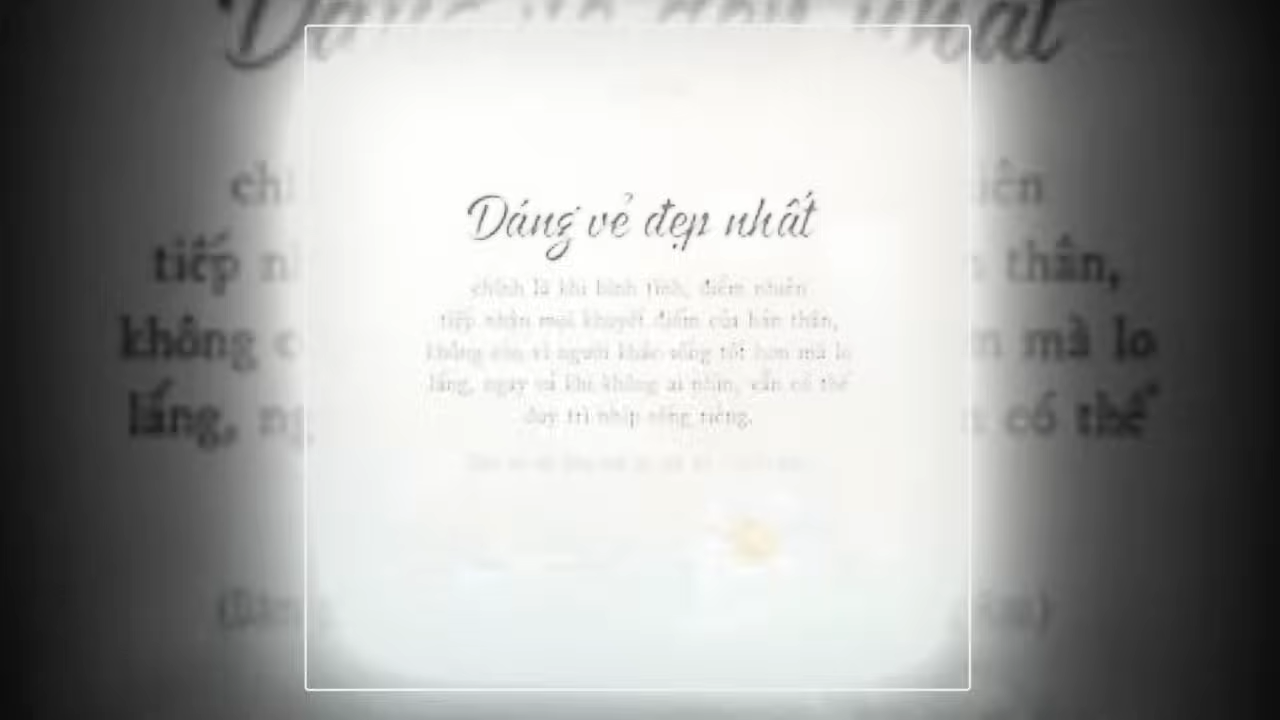 Dáng vẻ đẹp nhất
chính là khi bình tĩnh, điềm nhiên
tiếp nhận mọi khuyết điểm của bản thân,
không còn vì người khác sống tốt hơn mà lo
lắng, ngay cả khi không ai nhìn, vẫn có thể
duy trì nhịp sống riêng.